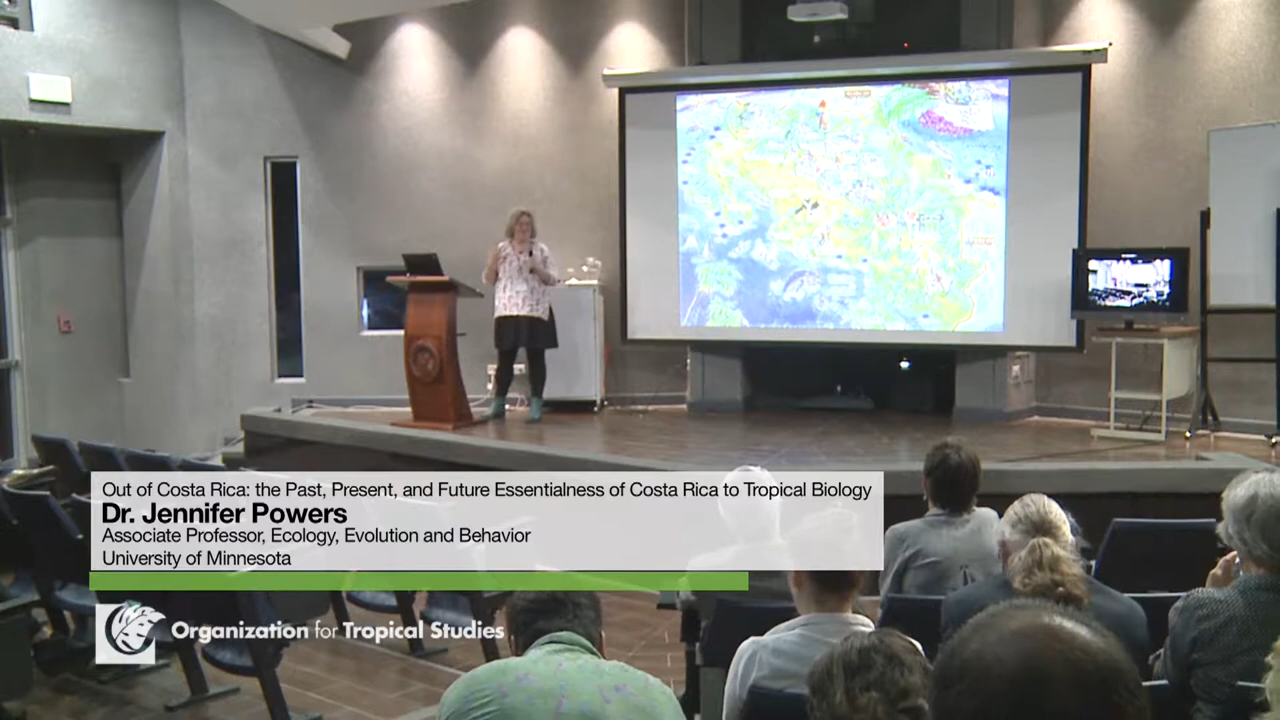 Out of Costa Rica: the Past, Present, and Future Essentialness of Costa Rica to Tropical Biology
Dr. Jennifer Powers
Associate Professor, Ecology, Evolution and Behavior
University of Minnesota
Organization for Tropical Studies